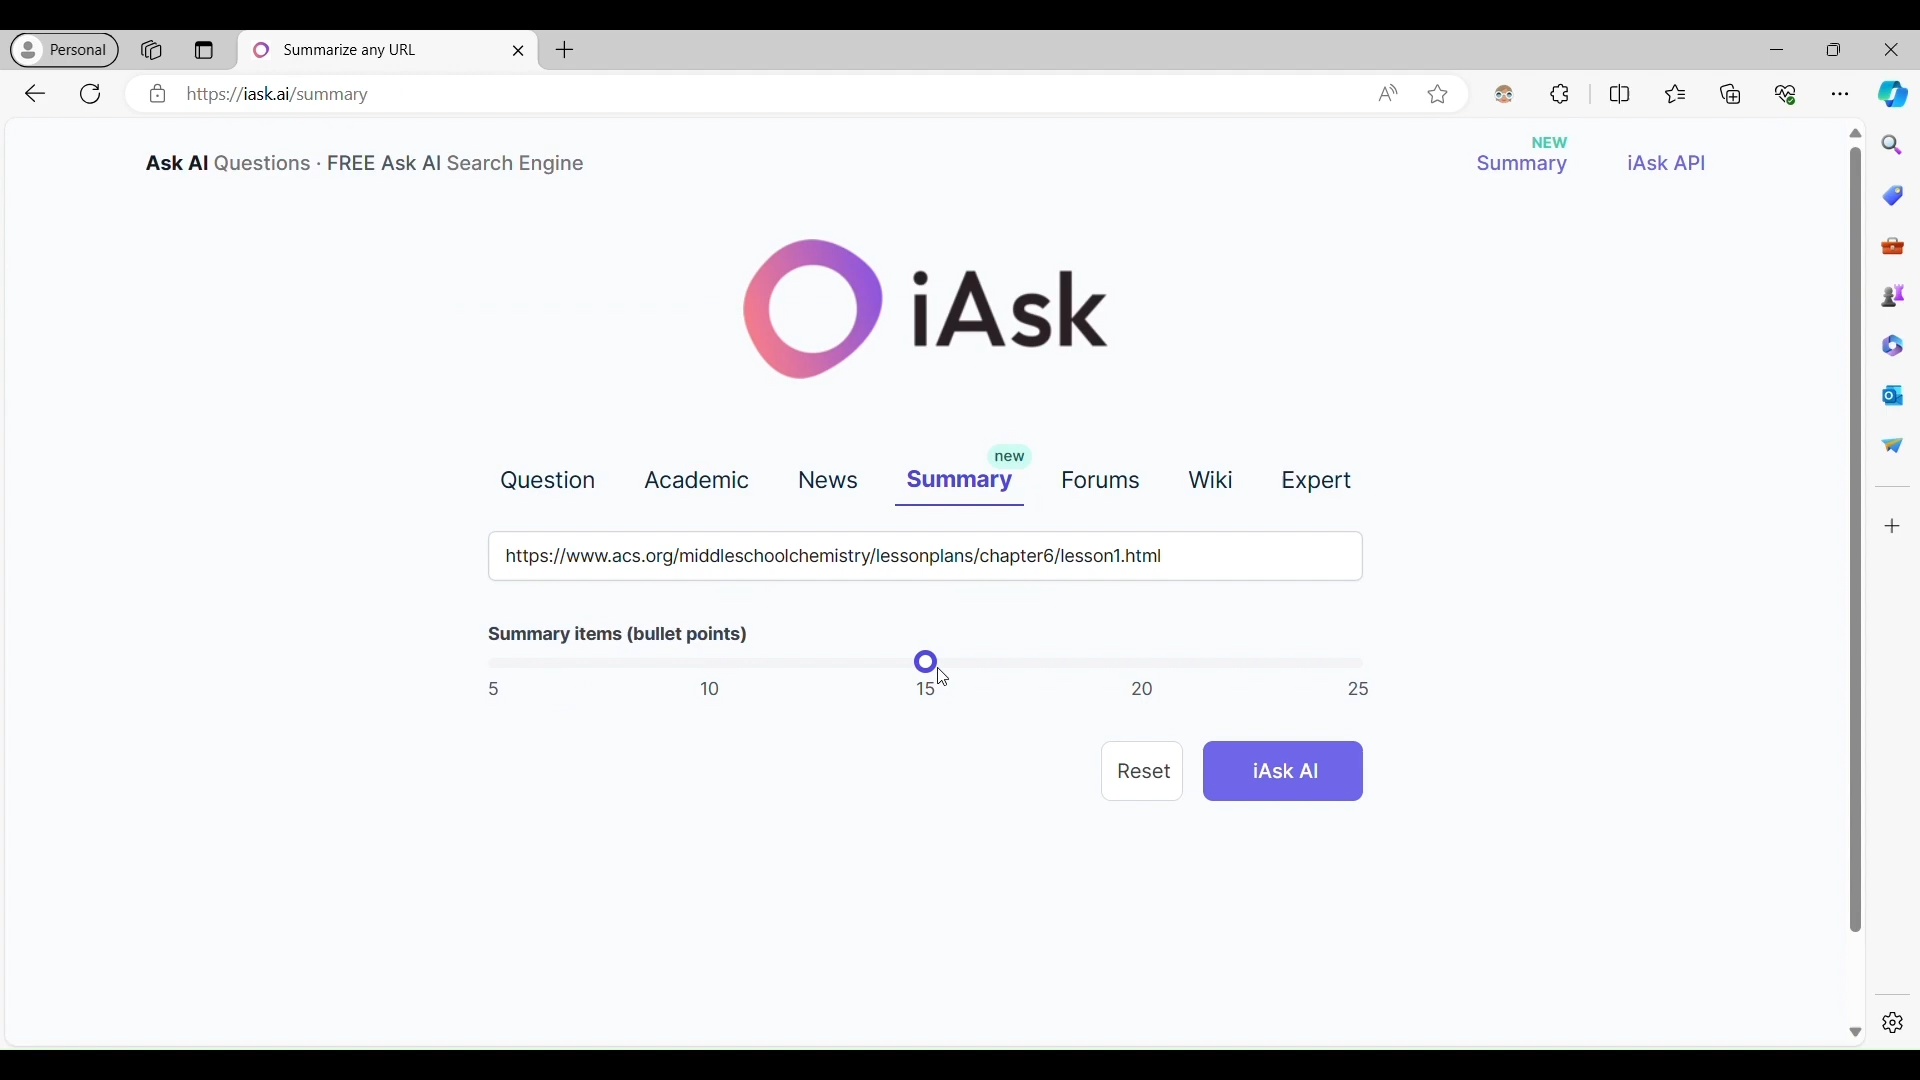 Personal
Summarize any URL
https://iask.ai/summary
Ask AI Questions · FREE Ask AI Search Engine
NEW
Summary
iAsk API
iAsk
new
Question
Academic
News
Summary
Forums
Wiki
Expert
https://www.acs.org/middleschoolchemistry/lessonplans/chapter6/lesson1.html
Summary items (bullet points)
5 10 15 20 25
Reset
iAsk AI